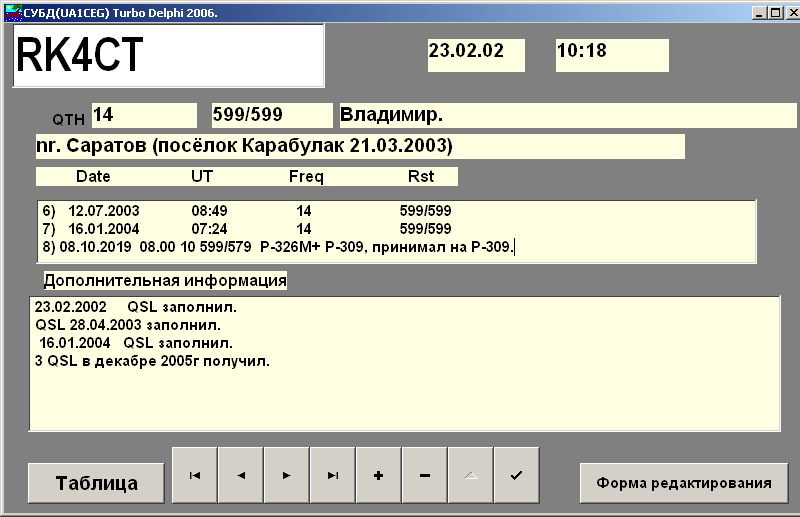 СУБД(UA1CEG) Turbo Delphi 2006.
RK4CT 23.02.02 10:18
QTH 14 599/599 Владимир.
nr. Саратов (посёлок Карабулак 21.03.2003)
Date UT Freq Rst
6) 12.07.2003 08:49 14 599/599
7) 16.01.2004 07:24 14 599/599
8) 08.10.2019 08.00 10 599/579 Р-326М+ Р-309, принимал на Р-309.
Дополнительная информация
23.02.2002 QSL заполнил.
QSL 28.04.2003 заполнил.
16.01.2004 QSL заполнил.
3 QSL в декабре 2005г получил.
Таблица Форма редактирования